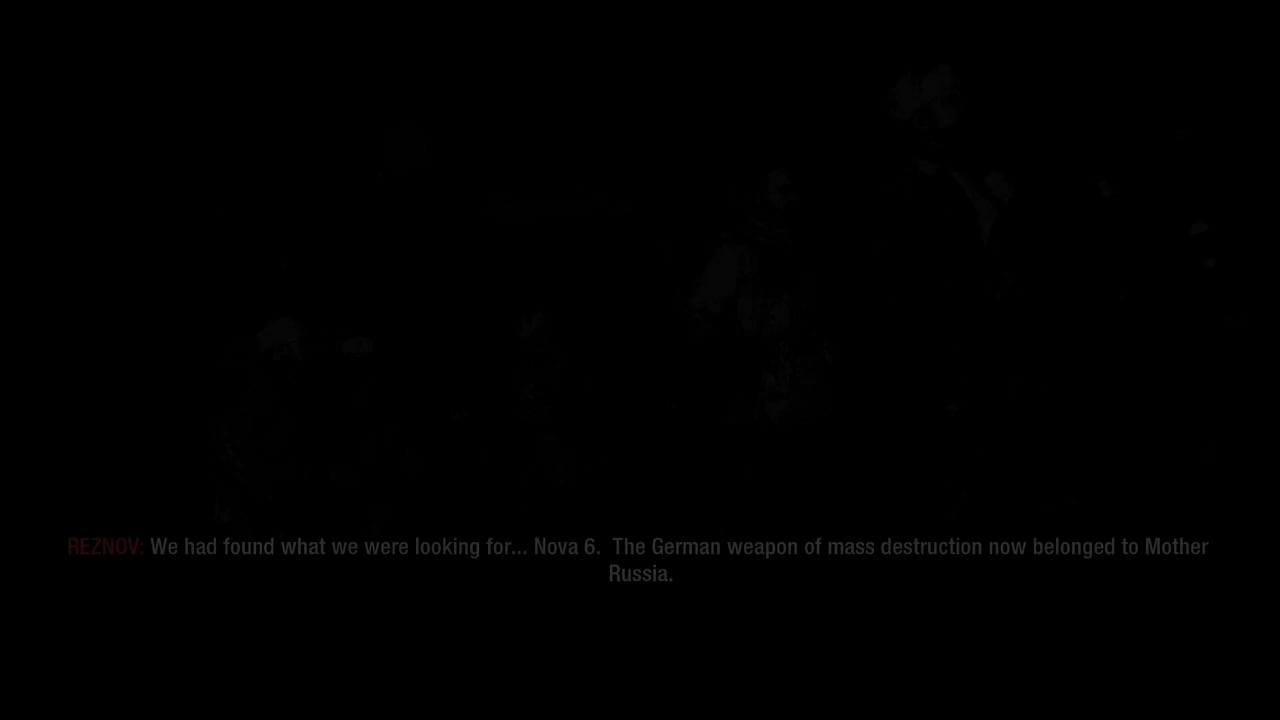 REZNOV: We had found what we were looking for... Nova 6.  The German weapon of mass destruction now belonged to Mother
Russia.